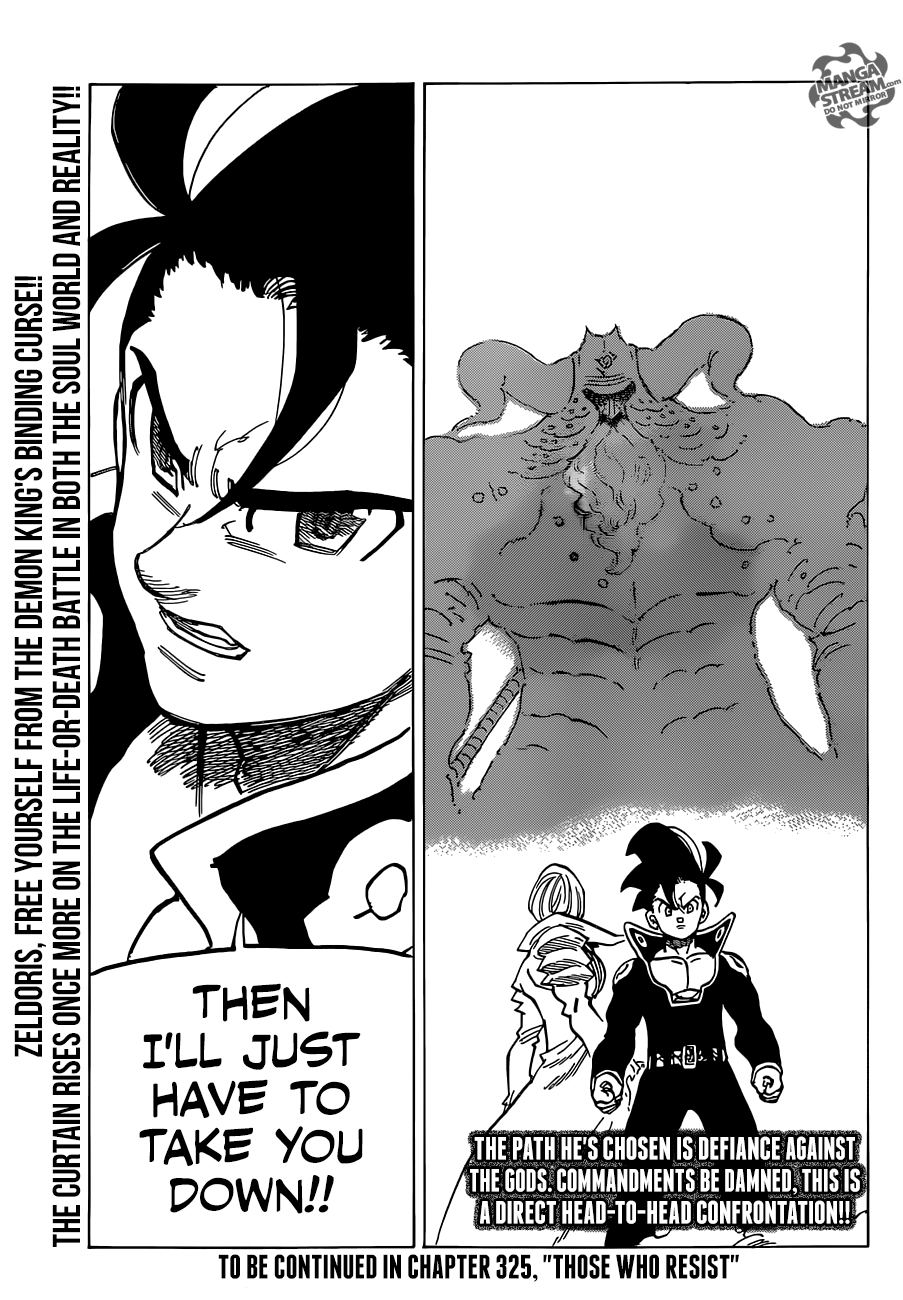 MANGA
STREAM.com
DO NOT MIRROR
THE PATH HE'S CHOSEN IS DEFIANCE AGAINST
THE GODS. COMMANDMENTS BE DAMNED, THIS IS
A DIRECT HEAD-TO-HEAD CONFRONTATION!!
THEN
I'LL JUST
HAVE TO
TAKE YOU
DOWN!!
ZELDORIS, FREE YOURSELF FROM THE DEMON KING'S BINDING CURSE!!
THE CURTAIN RISES ONCE MORE ON THE LIFE-OR-DEATH BATTLE IN BOTH THE SOUL WORLD AND REALITY!!
TO BE CONTINUED IN CHAPTER 325, "THOSE WHO RESIST"